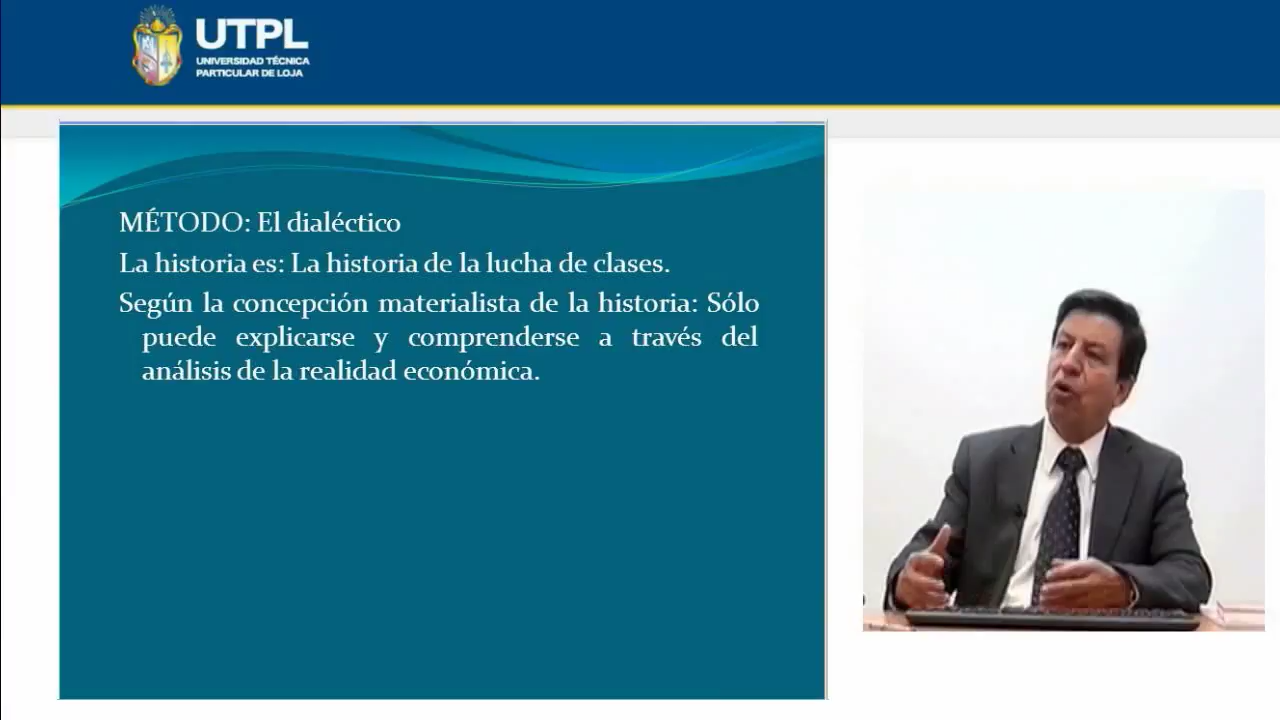 UTPL
UNIVERSIDAD TÉCNICA
PARTICULAR DE LOJA
MÉTODO: El dialéctico
La historia es: La historia de la lucha de clases.
Según la concepción materialista de la historia: Sólo
puede explicarse y comprenderse a través del
análisis de la realidad económica.